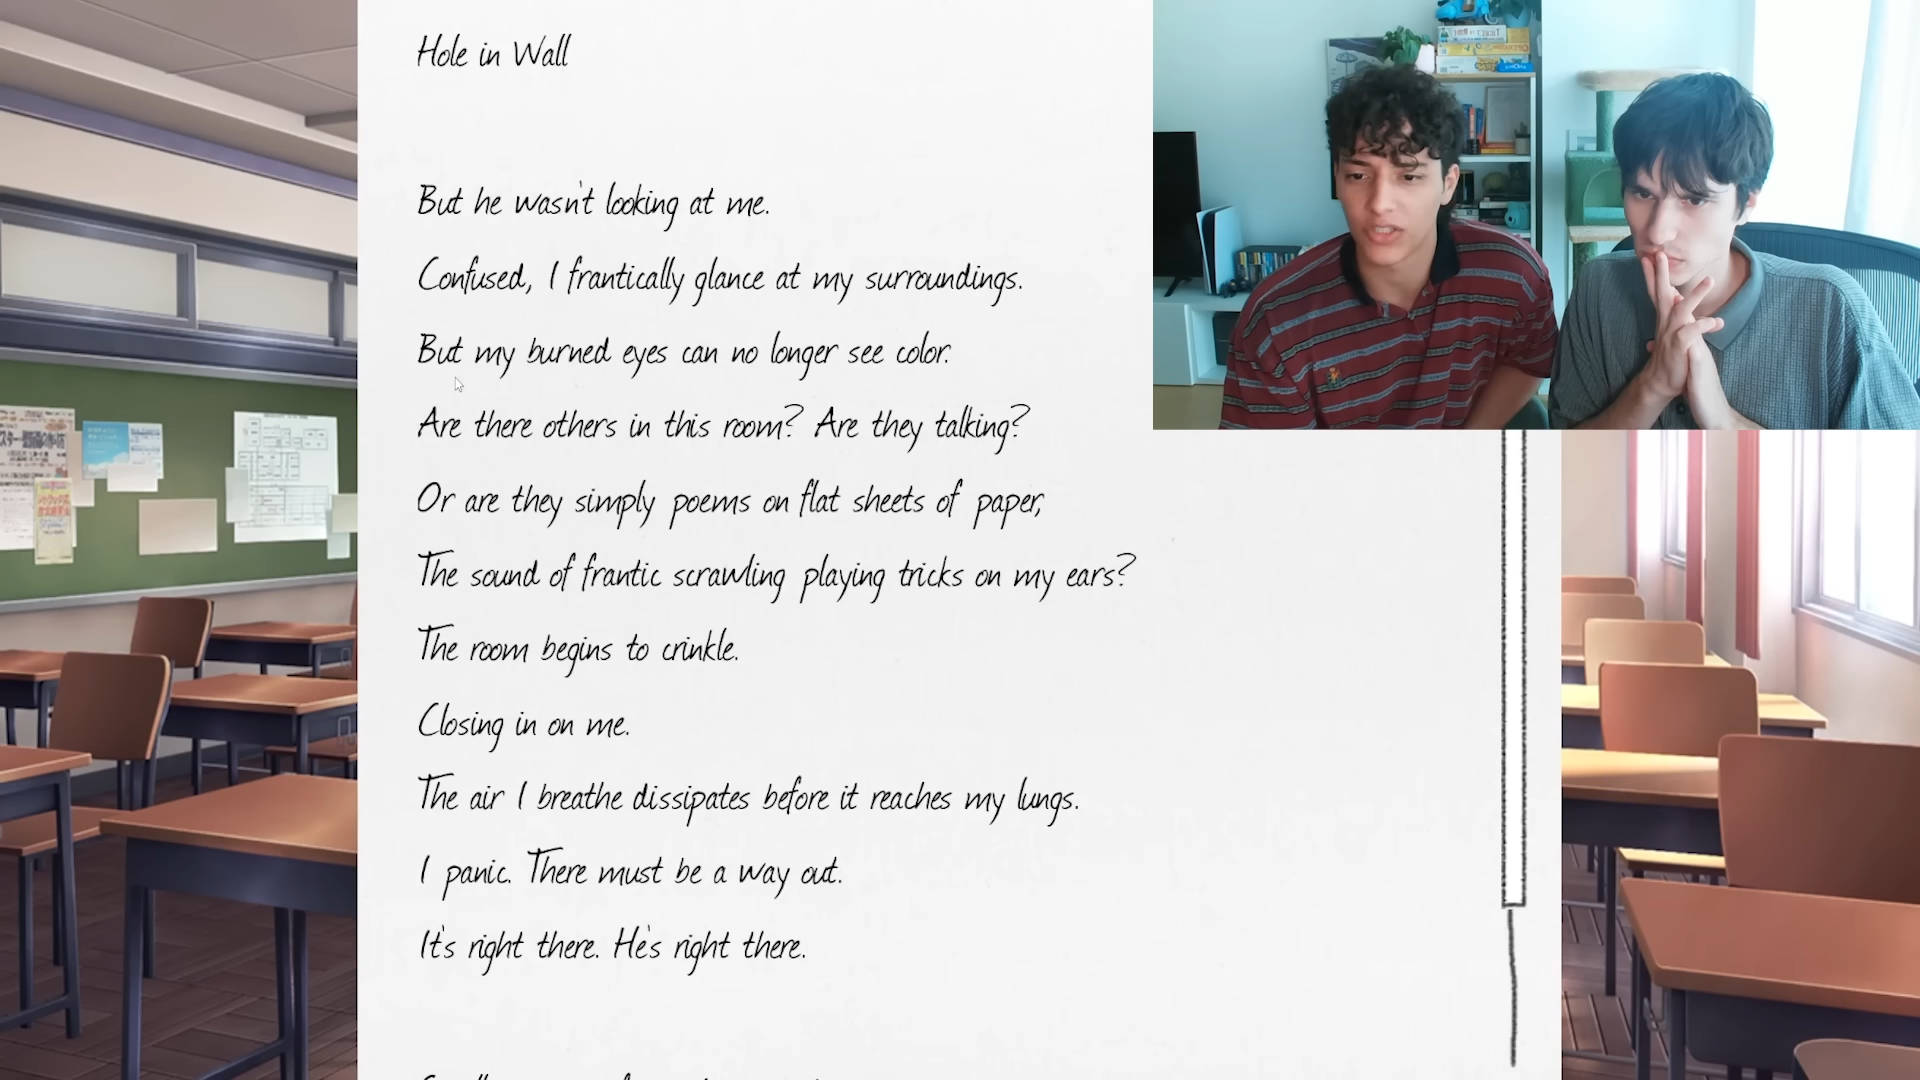 Hole in Wall
But he wasn't looking at me.
Confused, I frantically glance at my surroundings.
But my burned eyes can no longer see color.
Are there others in this room? Are they talking?
Or are they simply poems on flat sheets of paper,
The sound of frantic scrawling playing tricks on my ears?
The room begins to crinkle.
Closing in on me.
The air I breathe dissipates before it reaches my lungs.
I panic. There must be a way out.
It's right there. He's right there.